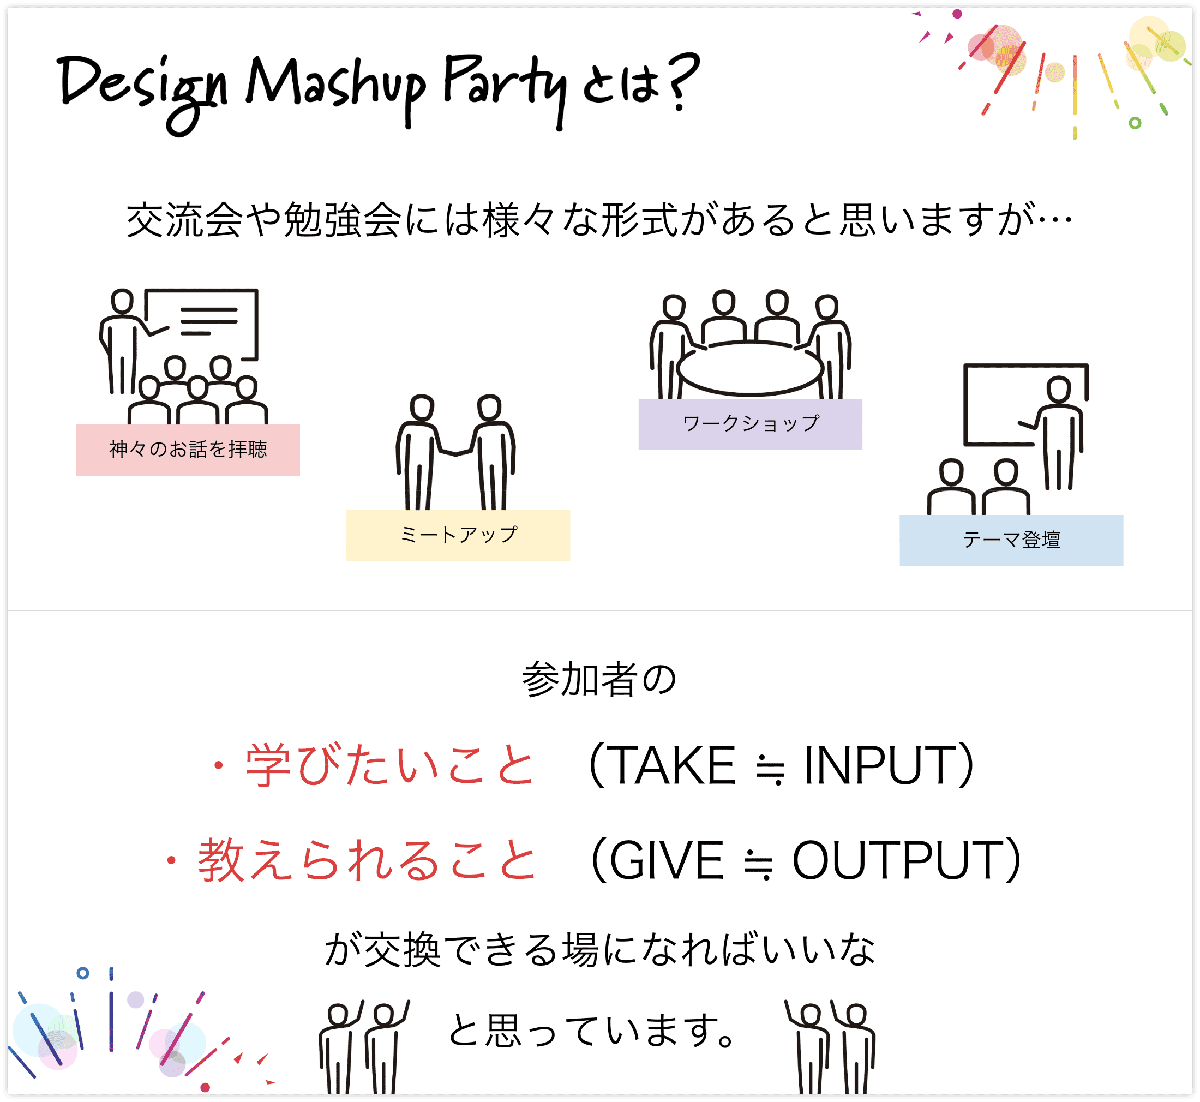 Design Mashup Partyとは?
交流会や勉強会には様々な形式があると思いますが…
神々のお話を拝聴
ミートアップ
ワークショップ
テーマ登壇
参加者の
・学びたいこと （TAKE ≒ INPUT）
・教えられること （GIVE ≒ OUTPUT）
が交換できる場になればいいな
と思っています。